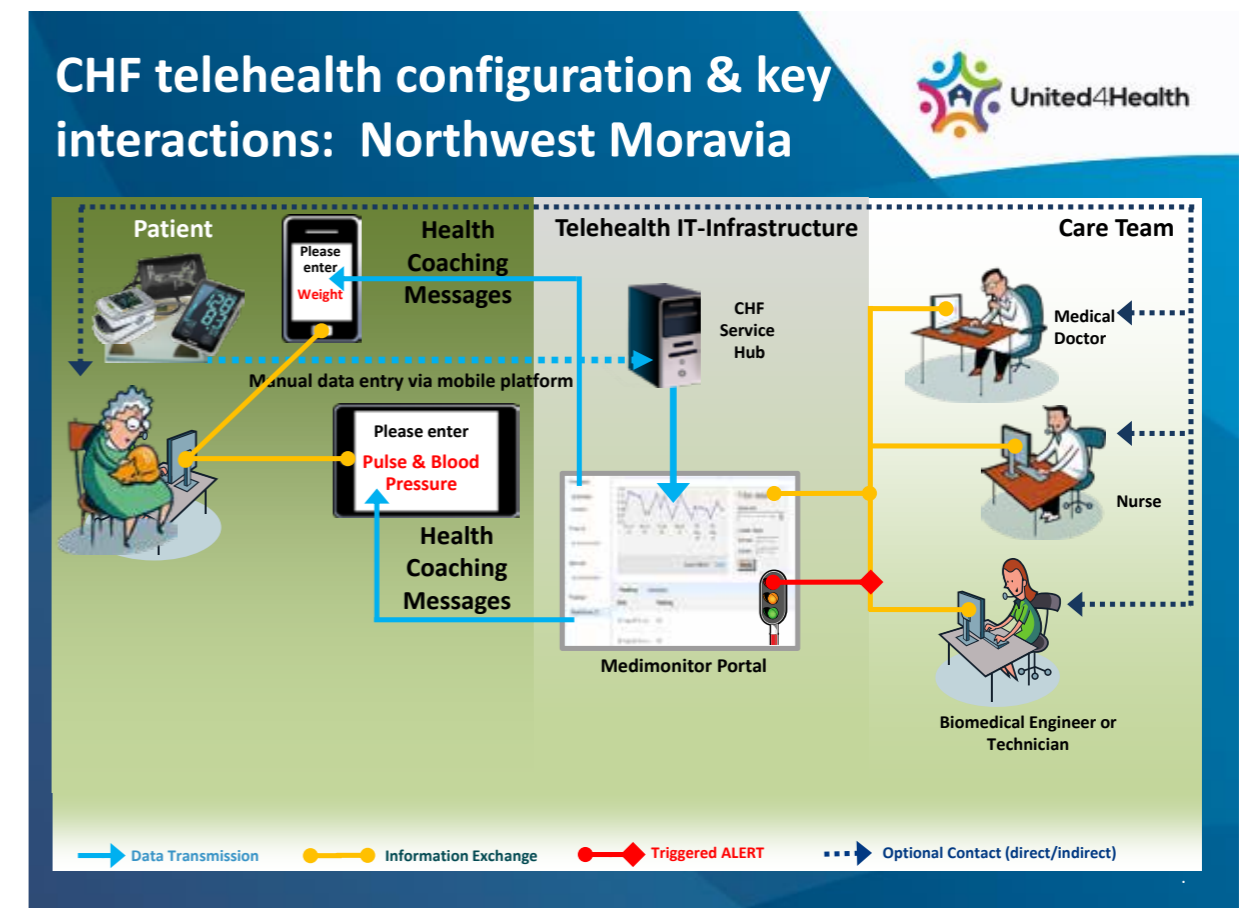 CHF telehealth configuration & key
interactions: Northwest Moravia
United4Health
Patient
Health
Coaching
Messages
Telehealth IT-Infrastructure
Care Team
Please
enter
Weight
CHF
Service
Hub
Medical
Doctor
Manual data entry via mobile platform
Please enter
Pulse & Blood
Pressure
Nurse
Health
Coaching
Messages
Medimonitor Portal
Biomedical Engineer or
Technician
Data Transmission
Information Exchange
Triggered ALERT
Optional Contact (direct/indirect)